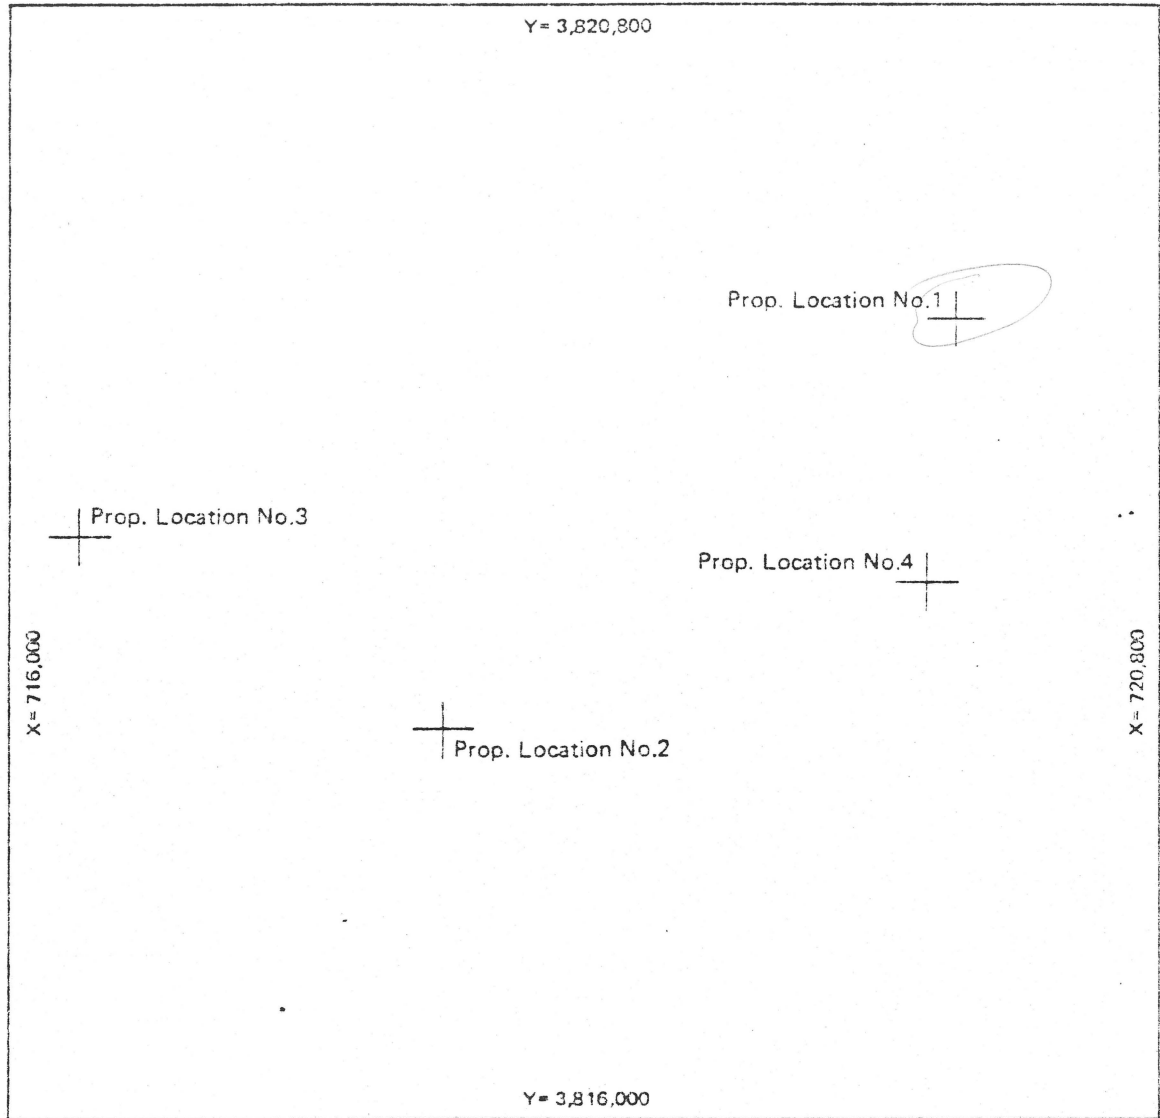 Y= 3,820,800
Prop. Location No.1
Prop. Location No.3
Prop. Location No.4
X= 716,000
X= 720,800
Prop. Location No.2
Y= 3,816,000